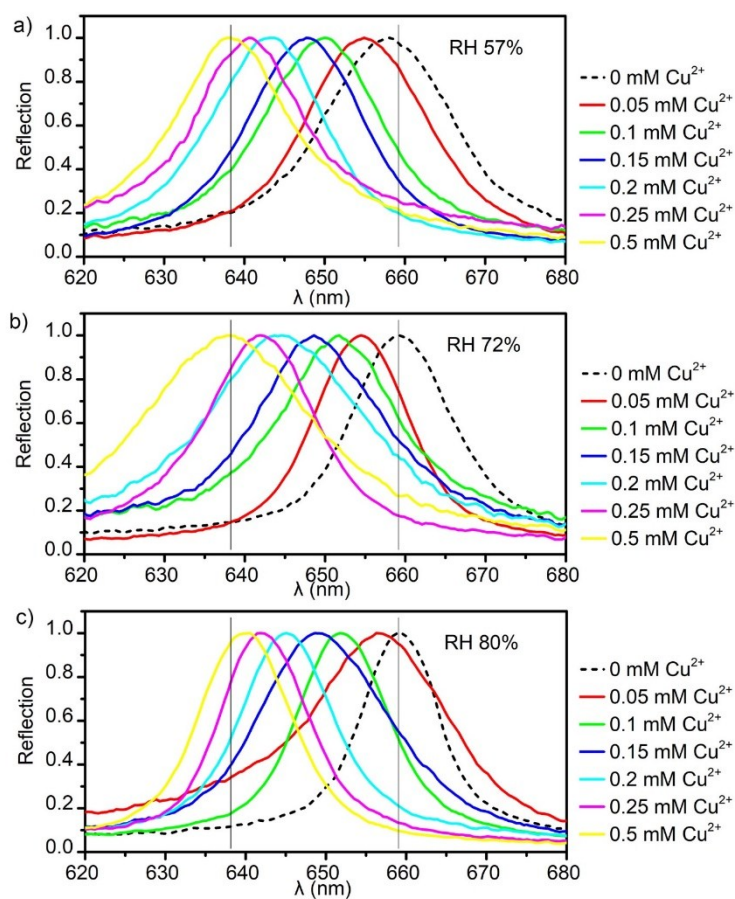 a)
RH 57%
Reflection
1.0
0.8
0.6
0.4
0.2
0.0
620 630 640 650 660 670 680
λ (nm)
0 mM Cu²⁺
0.05 mM Cu²⁺
0.1 mM Cu²⁺
0.15 mM Cu²⁺
0.2 mM Cu²⁺
0.25 mM Cu²⁺
0.5 mM Cu²⁺
b)
RH 72%
Reflection
1.0
0.8
0.6
0.4
0.2
0.0
620 630 640 650 660 670 680
λ (nm)
0 mM Cu²⁺
0.05 mM Cu²⁺
0.1 mM Cu²⁺
0.15 mM Cu²⁺
0.2 mM Cu²⁺
0.25 mM Cu²⁺
0.5 mM Cu²⁺
c)
RH 80%
Reflection
1.0
0.8
0.6
0.4
0.2
0.0
620 630 640 650 660 670 680
λ (nm)
0 mM Cu²⁺
0.05 mM Cu²⁺
0.1 mM Cu²⁺
0.15 mM Cu²⁺
0.2 mM Cu²⁺
0.25 mM Cu²⁺
0.5 mM Cu²⁺